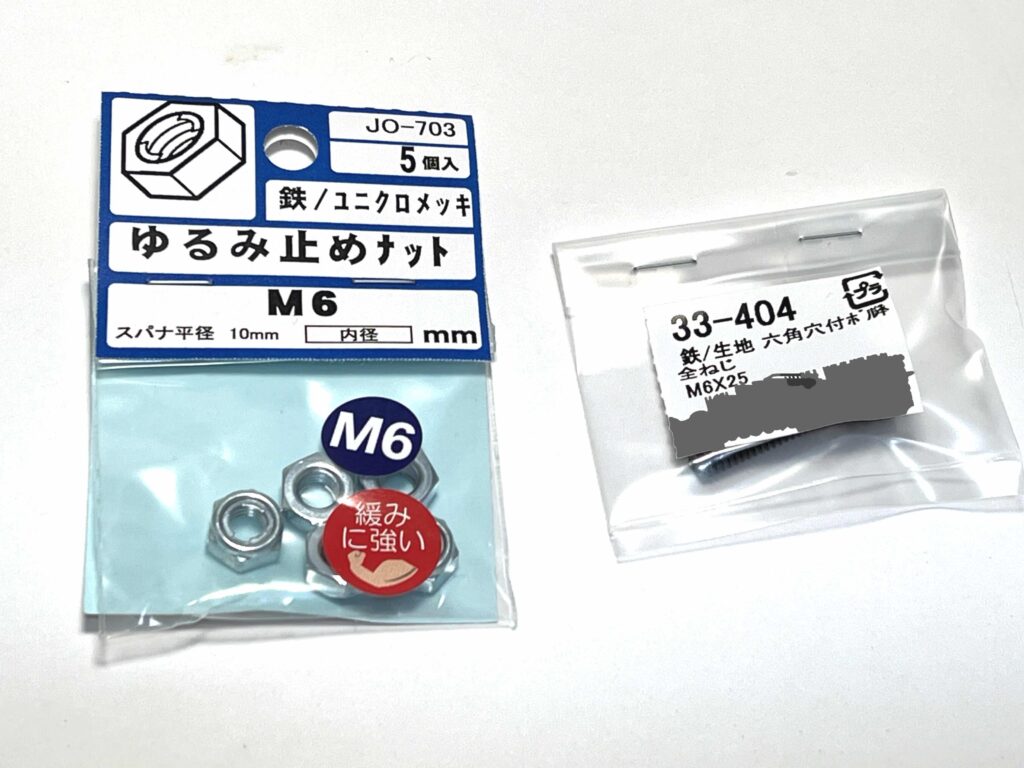 JO-703
5個入
鉄/ユニクロメッキ
ゆるみ止めナット
M6
スパナ平径 10mm 内径 mm
M6
緩み
に強い
プラ
33-404
鉄/生地 六角穴付ボルト
全ねじ
M6X25